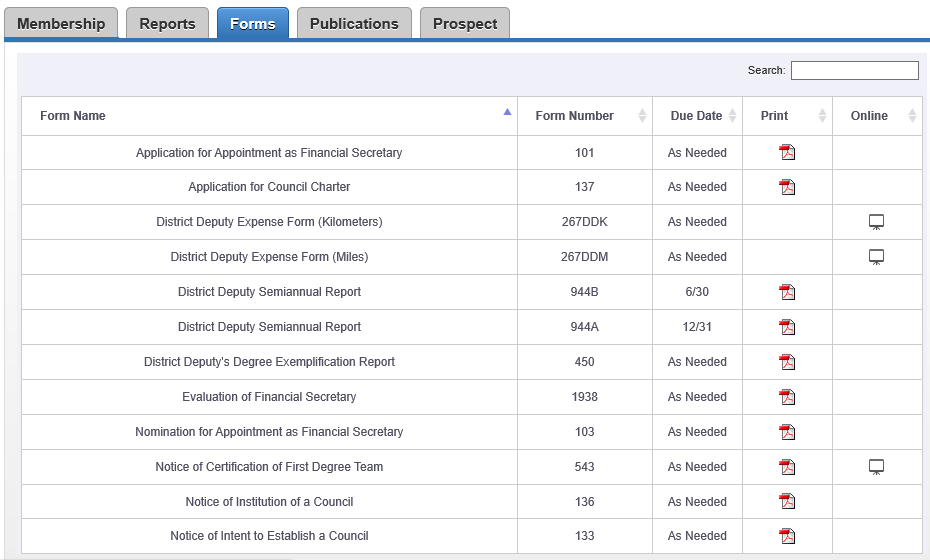 Membership Reports Forms Publications Prospect
Search:
Form Name Form Number Due Date Print Online
Application for Appointment as Financial Secretary 101 As Needed
Application for Council Charter 137 As Needed
District Deputy Expense Form (Kilometers) 267DDK As Needed
District Deputy Expense Form (Miles) 267DDM As Needed
District Deputy Semiannual Report 944B 6/30
District Deputy Semiannual Report 944A 12/31
District Deputy's Degree Exemplification Report 450 As Needed
Evaluation of Financial Secretary 1938 As Needed
Nomination for Appointment as Financial Secretary 103 As Needed
Notice of Certification of First Degree Team 543 As Needed
Notice of Institution of a Council 136 As Needed
Notice of Intent to Establish a Council 133 As Needed